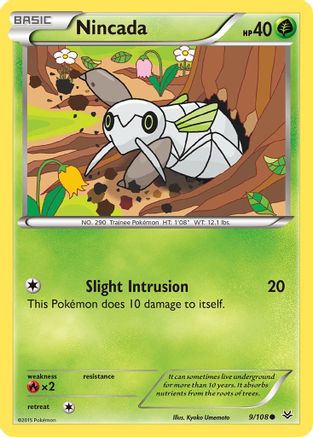 BASIC
Nincada
HP40
NO. 290 Trainee Pokémon HT: 1'08" WT: 12.1 lbs.
Slight Intrusion 20
This Pokémon does 10 damage to itself.
weakness
×2
resistance
retreat
It can sometimes live underground
for more than 10 years. It absorbs
nutrients from the roots of trees.
©2015 Pokémon
Illus. Kyoko Umemoto
9/108